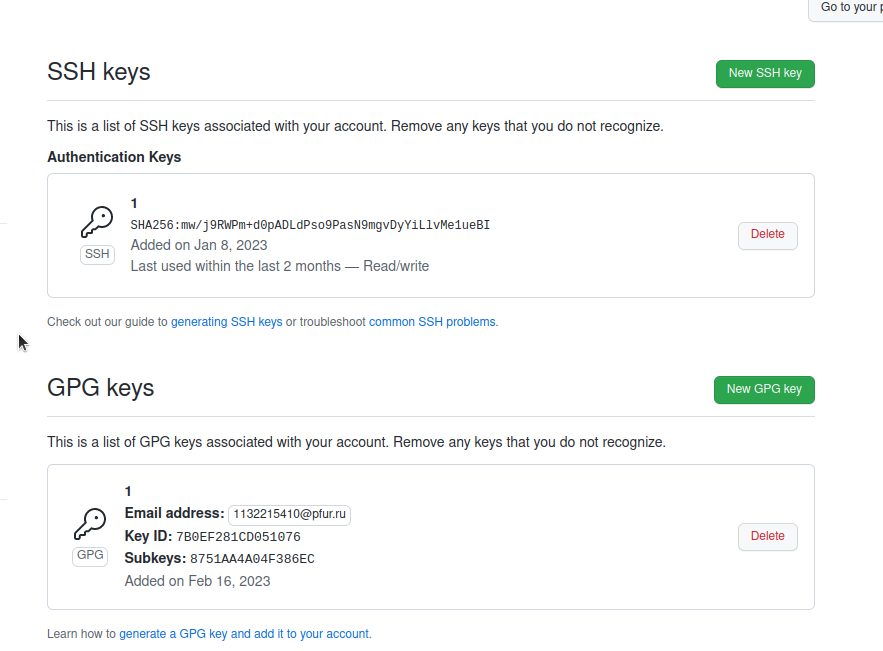 Go to your p
SSH keys
New SSH key
This is a list of SSH keys associated with your account. Remove any keys that you do not recognize.
Authentication Keys
1
SHA256:mw/j9RWPm+d0pADLdPso9PasN9mgvDyYiLlvMe1ueBI
Added on Jan 8, 2023
Last used within the last 2 months — Read/write
SSH
Delete
Check out our guide to generating SSH keys or troubleshoot common SSH problems.
GPG keys
New GPG key
This is a list of GPG keys associated with your account. Remove any keys that you do not recognize.
1
Email address: 1132215410@pfur.ru
Key ID: 7B0EF281CD051076
Subkeys: 8751AA4A04F386EC
Added on Feb 16, 2023
GPG
Delete
Learn how to generate a GPG key and add it to your account.